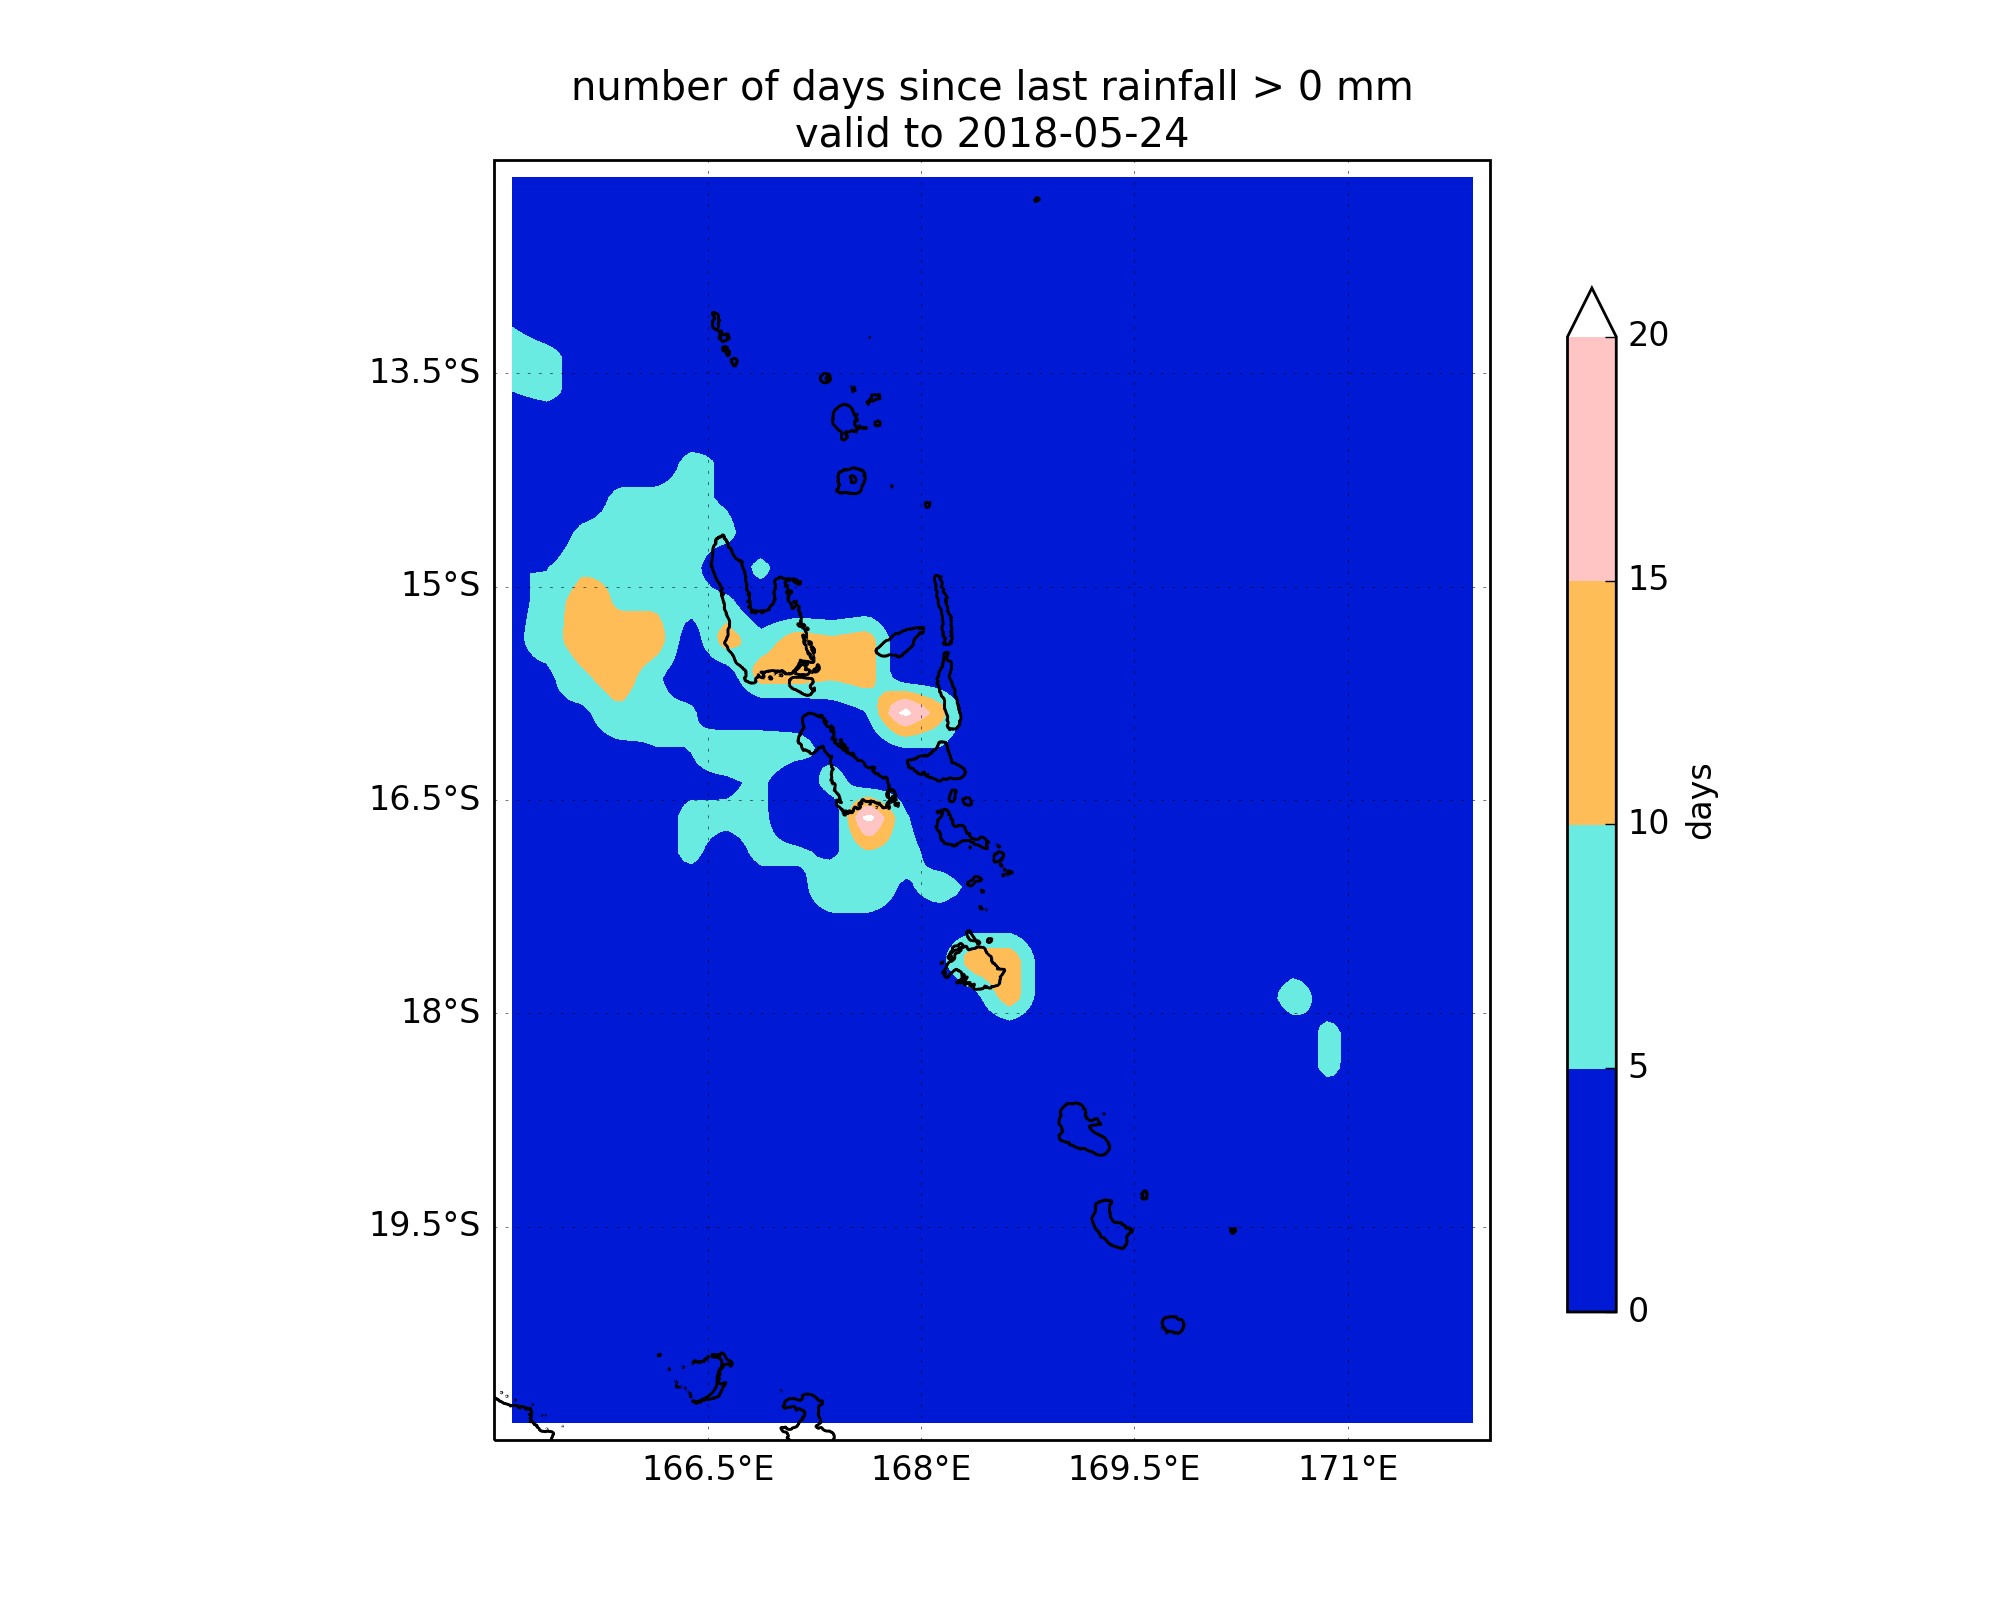 number of days since last rainfall > 0 mm
valid to 2018-05-24
13.5°S
15°S
16.5°S
18°S
19.5°S
166.5°E
168°E
169.5°E
171°E
20
15
10
5
0
days